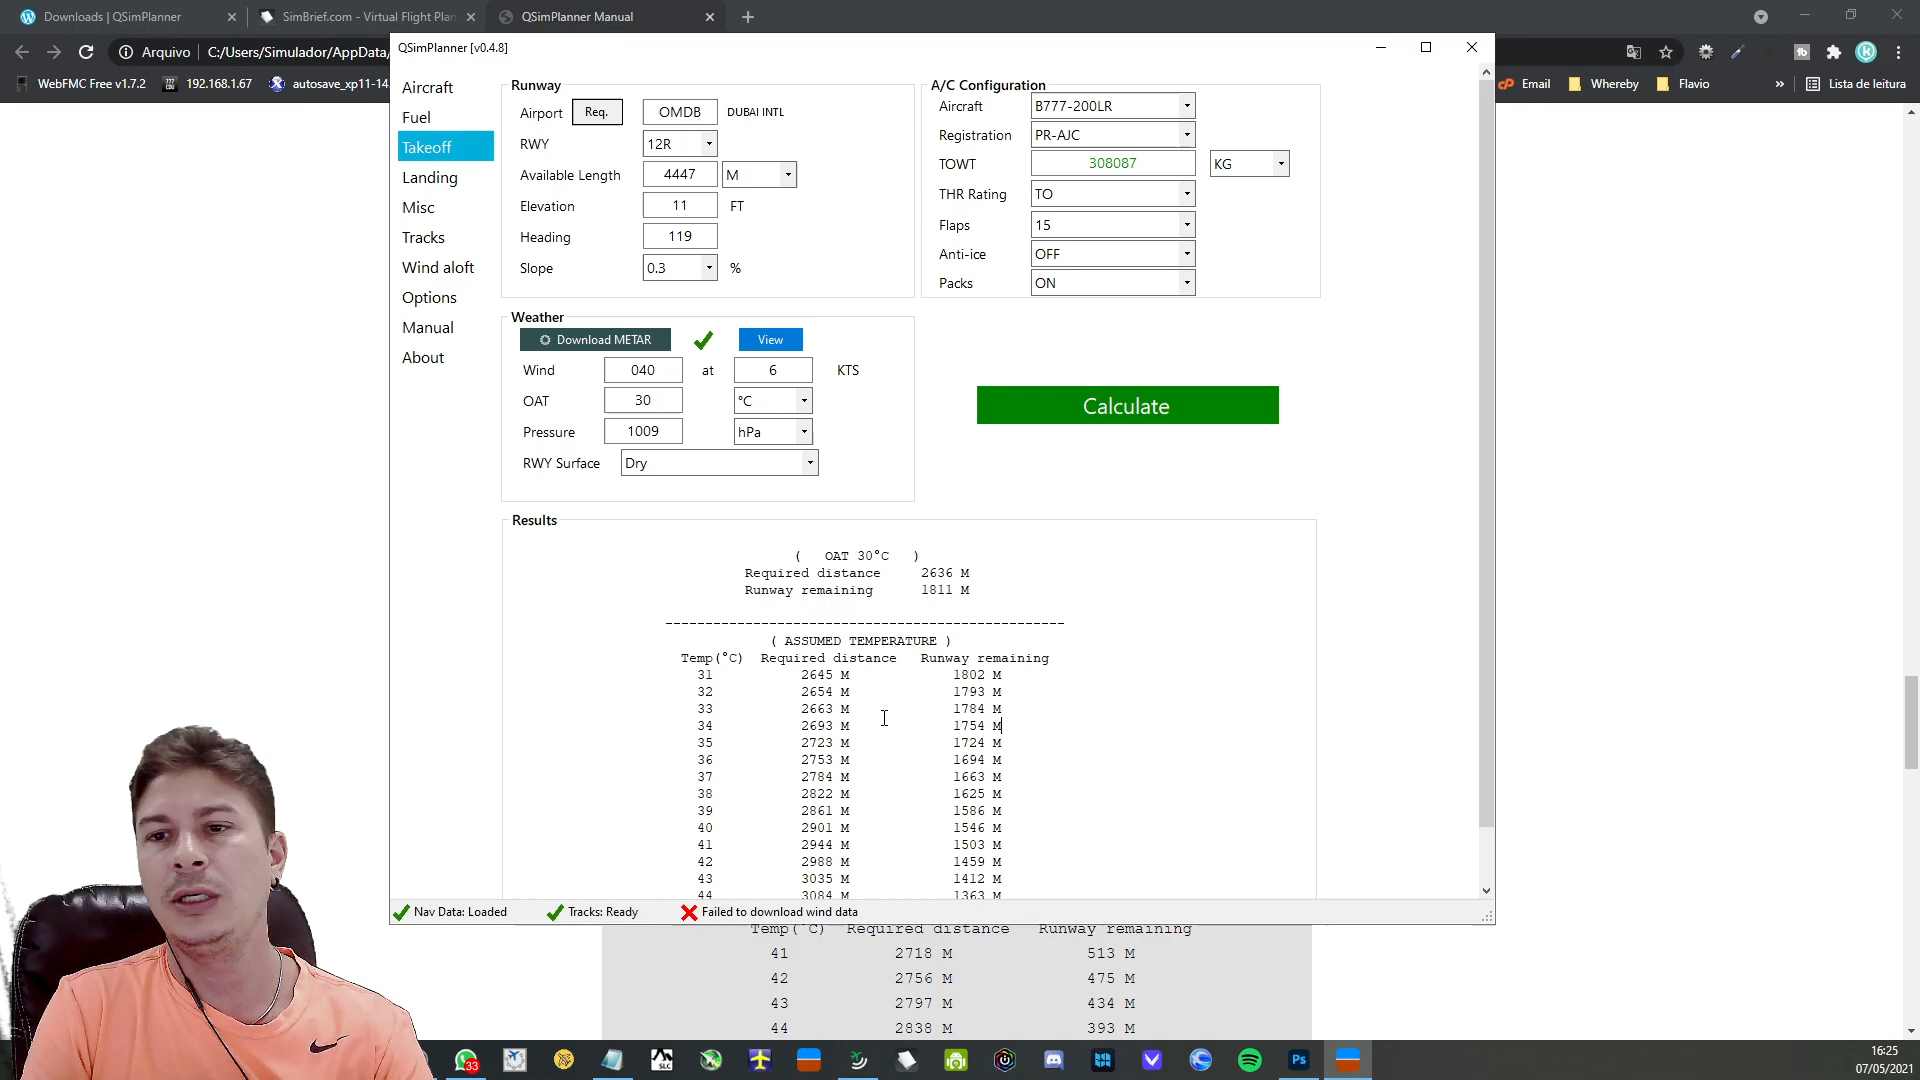 Downloads | QSimPlanner
SimBrief.com - Virtual Flight Plan
QSimPlanner Manual
Arquivo
C:/Users/Simulador/AppData/
WebFMC Free v1.7.2
192.168.1.67
autosave_xp11-14
Email
Whereby
Flavio
»
Lista de leitura
QSimPlanner [v0.4.8]
Aircraft
Fuel
Takeoff
Landing
Misc
Tracks
Wind aloft
Options
Manual
About
Runway
Airport Req. OMDB DUBAI INTL
RWY 12R
Available Length 4447 M
Elevation 11 FT
Heading 119
Slope 0.3 %
A/C Configuration
Aircraft B777-200LR
Registration PR-AJC
TOWT 308087 KG
THR Rating TO
Flaps 15
Anti-ice OFF
Packs ON
Weather
Download METAR View
Wind 040 at 6 KTS
OAT 30 °C
Pressure 1009 hPa
RWY Surface Dry
Calculate
Results
( OAT 30°C )
Required distance 2636 M
Runway remaining 1811 M
--------------------------------------------------
( ASSUMED TEMPERATURE )
Temp(°C) Required distance Runway remaining
31 2645 M 1802 M
32 2654 M 1793 M
33 2663 M 1784 M
34 2693 M 1754 M
35 2723 M 1724 M
36 2753 M 1694 M
37 2784 M 1663 M
38 2822 M 1625 M
39 2861 M 1586 M
40 2901 M 1546 M
41 2944 M 1503 M
42 2988 M 1459 M
43 3035 M 1412 M
44 3084 M 1363 M
Nav Data: Loaded Tracks: Ready Failed to download wind data
Temp(°C) Required distance Runway remaining
41 2718 M 513 M
42 2756 M 475 M
43 2797 M 434 M
44 2838 M 393 M
33
SLC
Ps
16:25
07/05/2021